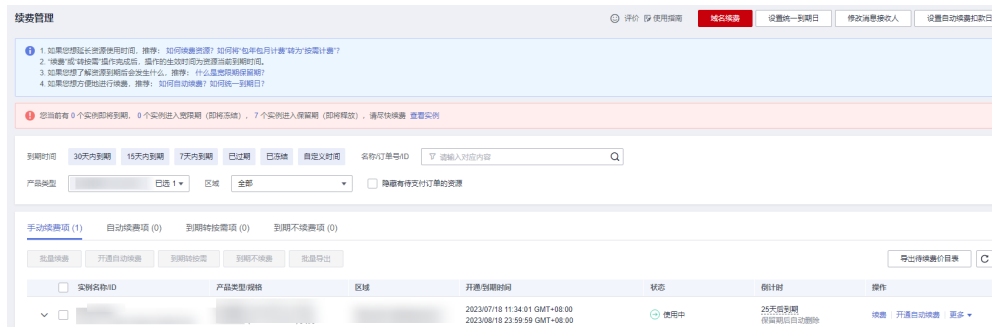 续费管理
评价 使用指南 域名续费 设置统一到期日 修改消息接收人 设置自动续费扣款日
1. 如果您想延长资源使用时间，推荐： 如何续费资源？如何将“包年包月计费”转为“按需计费”？
2. “续费”或“转按需”操作完成后，操作的生效时间为资源当前到期时间。
3. 如果您想了解资源到期后会发生什么，推荐： 什么是宽限期保留期？
4. 如果您想方便地进行续费，推荐： 如何自动续费？如何统一到期日？
您当前有 0 个实例即将到期， 0 个实例进入宽限期（即将冻结）， 7 个实例进入保留期（即将释放），请尽快续费 查看实例
到期时间 30天内到期 15天内到期 7天内到期 已过期 已冻结 自定义时间 名称/订单号/ID 请输入对应内容
产品类型 已选 1 区域 全部 隐藏有待支付订单的资源
手动续费项 (1) 自动续费项 (0) 到期转按需项 (0) 到期不续费项 (0)
批量续费 开通自动续费 到期转按需 到期不续费 批量导出 导出待续费价目表
实例名称/ID 产品类型/规格 区域 开通/到期时间 状态 倒计时 操作
2023/07/18 11:34:01 GMT+08:00 使用中 25天后到期 续费 开通自动续费 更多
2023/08/18 23:59:59 GMT+08:00 保留期后自动删除